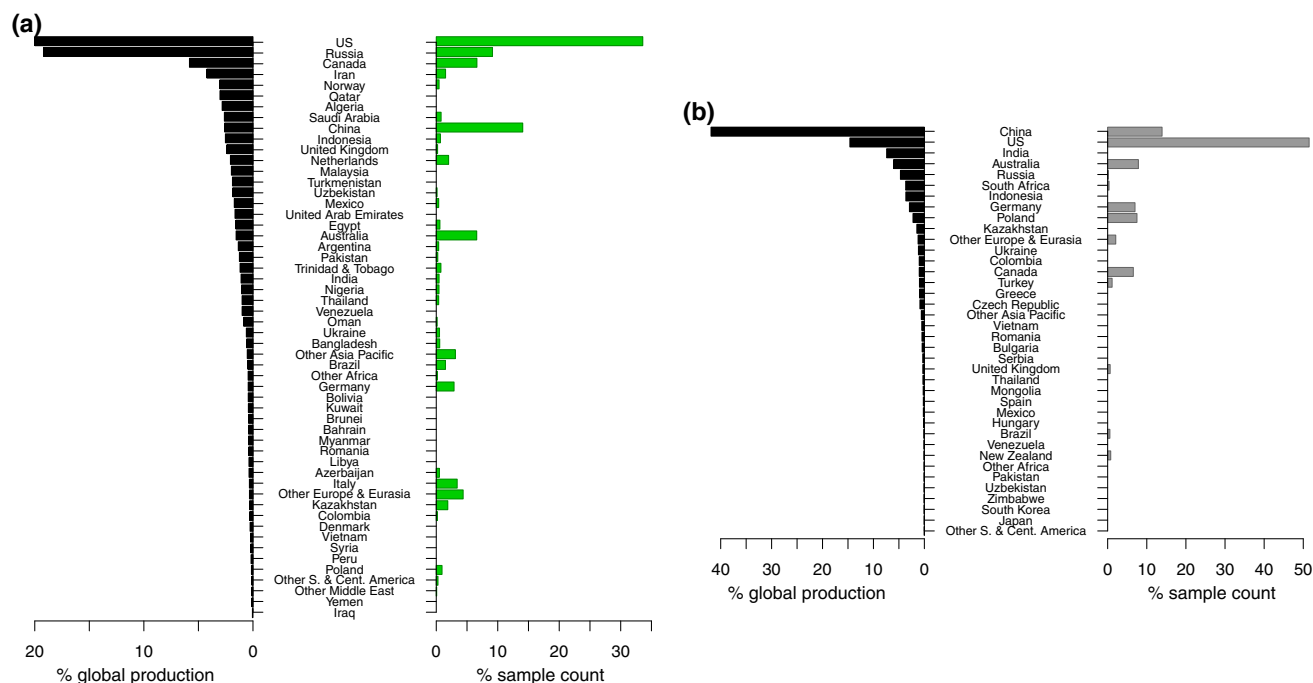 (a)
US
Russia
Canada
Iran
Norway
Qatar
Algeria
Saudi Arabia
China
Indonesia
United Kingdom
Netherlands
Malaysia
Turkmenistan
Uzbekistan
Mexico
United Arab Emirates
Egypt
Australia
Argentina
Pakistan
Trinidad & Tobago
India
Nigeria
Thailand
Venezuela
Oman
Ukraine
Bangladesh
Other Asia Pacific
Brazil
Other Africa
Germany
Bolivia
Kuwait
Brunei
Bahrain
Myanmar
Romania
Libya
Azerbaijan
Italy
Other Europe & Eurasia
Kazakhstan
Colombia
Denmark
Vietnam
Syria
Peru
Poland
Other S. & Cent. America
Other Middle East
Yemen
Iraq
20 10 0
0 10 20 30
% global production
% sample count
(b)
China
US
India
Australia
Russia
South Africa
Indonesia
Germany
Poland
Kazakhstan
Other Europe & Eurasia
Ukraine
Colombia
Canada
Turkey
Greece
Czech Republic
Other Asia Pacific
Vietnam
Romania
Bulgaria
Serbia
United Kingdom
Thailand
Mongolia
Spain
Mexico
Hungary
Brazil
Venezuela
New Zealand
Other Africa
Pakistan
Uzbekistan
Zimbabwe
South Korea
Japan
Other S. & Cent. America
40 30 20 10 0
0 10 20 30 40 50
% global production
% sample count